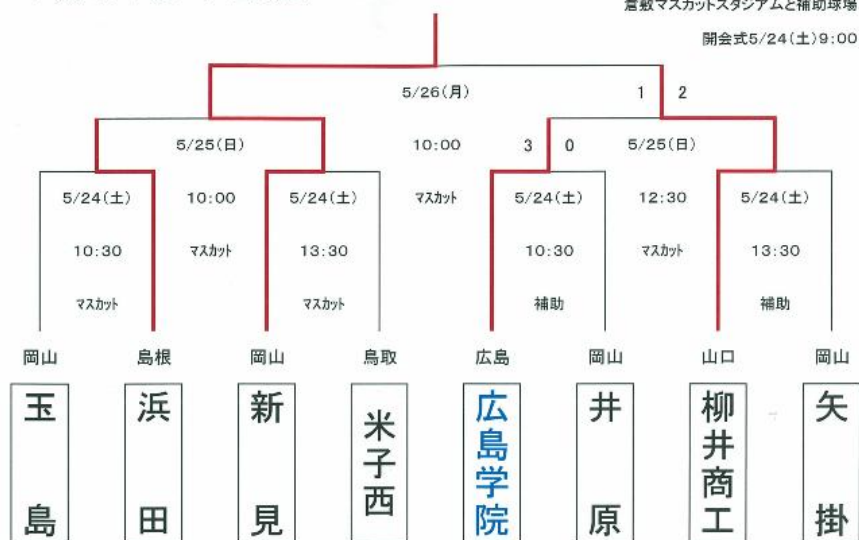 倉敷マスカットスタジアムと補助球場
開会式5/24(土)9:00
5/26(月) 1 2
5/25(日) 10:00 3 0 5/25(日)
5/24(土) 10:00 5/24(土) マスカット 5/24(土) 12:30 5/24(土)
10:30 マスカット 13:30 10:30 マスカット 13:30
マスカット マスカット 補助 補助
岡山 島根 岡山 鳥取 広島 岡山 山口 岡山
玉島 浜田 新見 米子西 広島学院 井原 柳井商工 矢掛